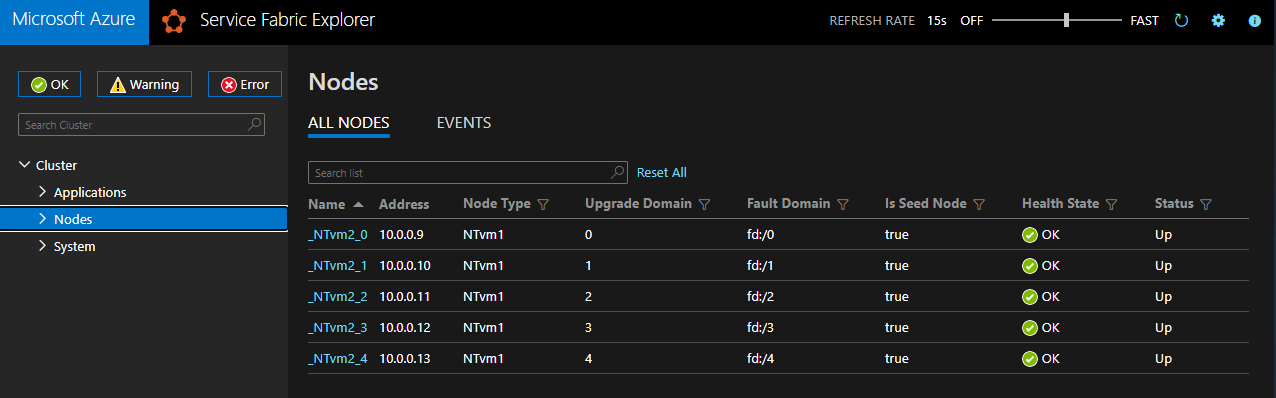 Microsoft Azure Service Fabric Explorer REFRESH RATE 15s OFF FAST
OK Warning Error
Search Cluster
Cluster
Applications
Nodes
System
Nodes
ALL NODES EVENTS
Search list Reset All
Name Address Node Type Upgrade Domain Fault Domain Is Seed Node Health State Status
_NTvm2_0 10.0.0.9 NTvm1 0 fd:/0 true OK Up
_NTvm2_1 10.0.0.10 NTvm1 1 fd:/1 true OK Up
_NTvm2_2 10.0.0.11 NTvm1 2 fd:/2 true OK Up
_NTvm2_3 10.0.0.12 NTvm1 3 fd:/3 true OK Up
_NTvm2_4 10.0.0.13 NTvm1 4 fd:/4 true OK Up